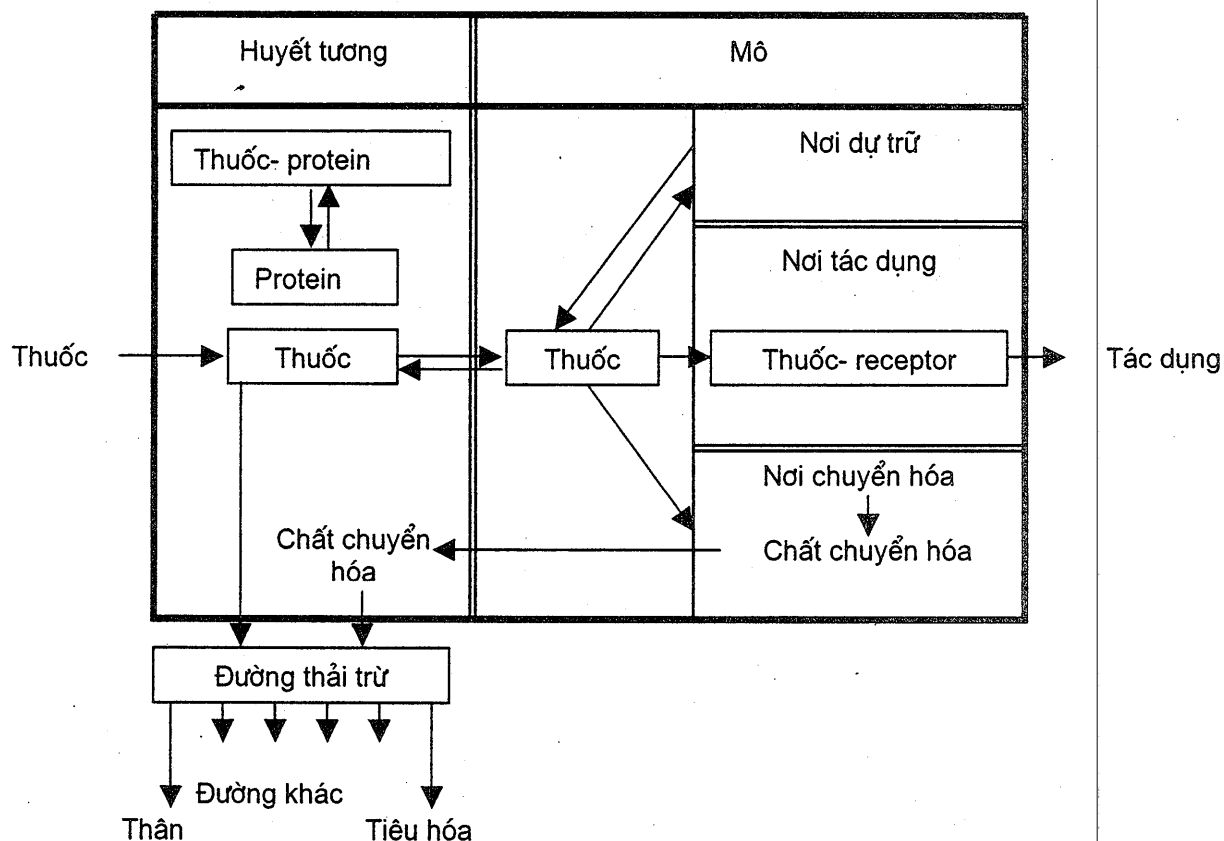 Huyết tương
Mô
Thuốc- protein
Nơi dự trữ
Protein
Nơi tác dụng
Thuốc
Thuốc
Thuốc
Thuốc- receptor
Tác dụng
Nơi chuyển hóa
Chất chuyển
hóa
Chất chuyển hóa
Đường thải trừ
Đường khác
Thân
Tiêu hóa